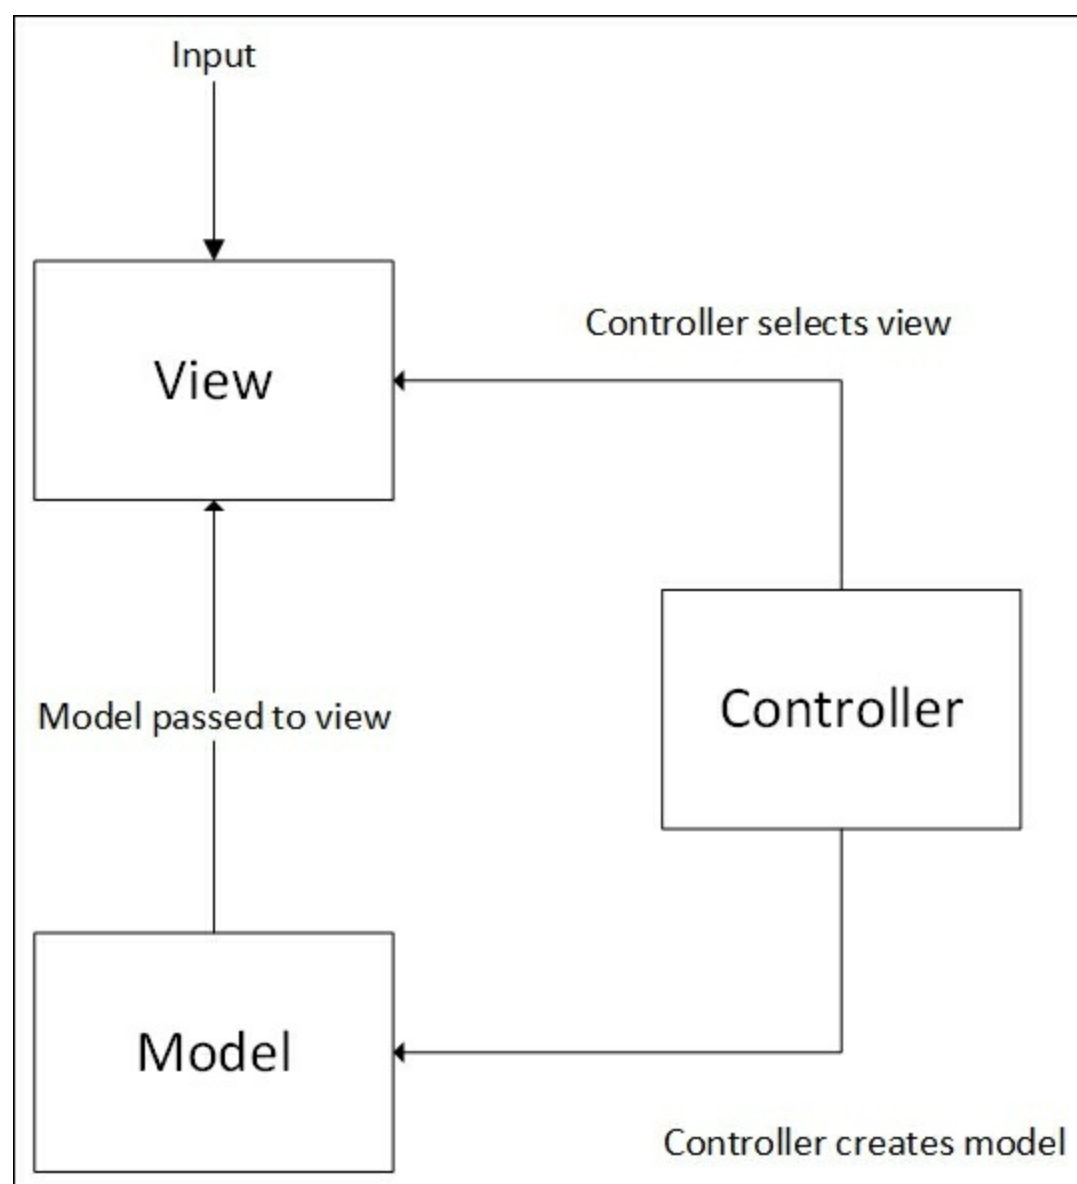 Input
Controller selects view
View
Model passed to view
Controller
Model
Controller creates model